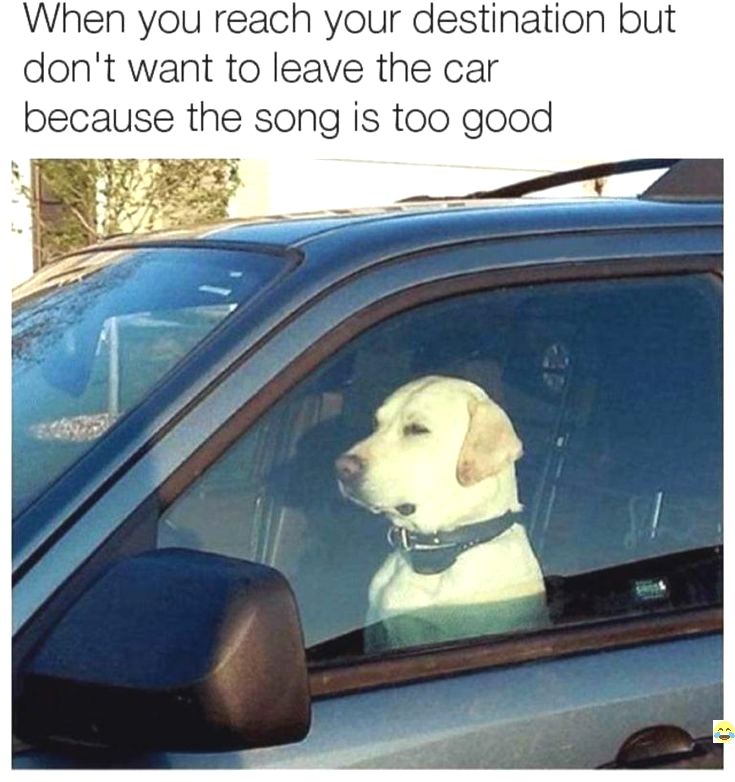 When you reach your destination but
don't want to leave the car
because the song is too good